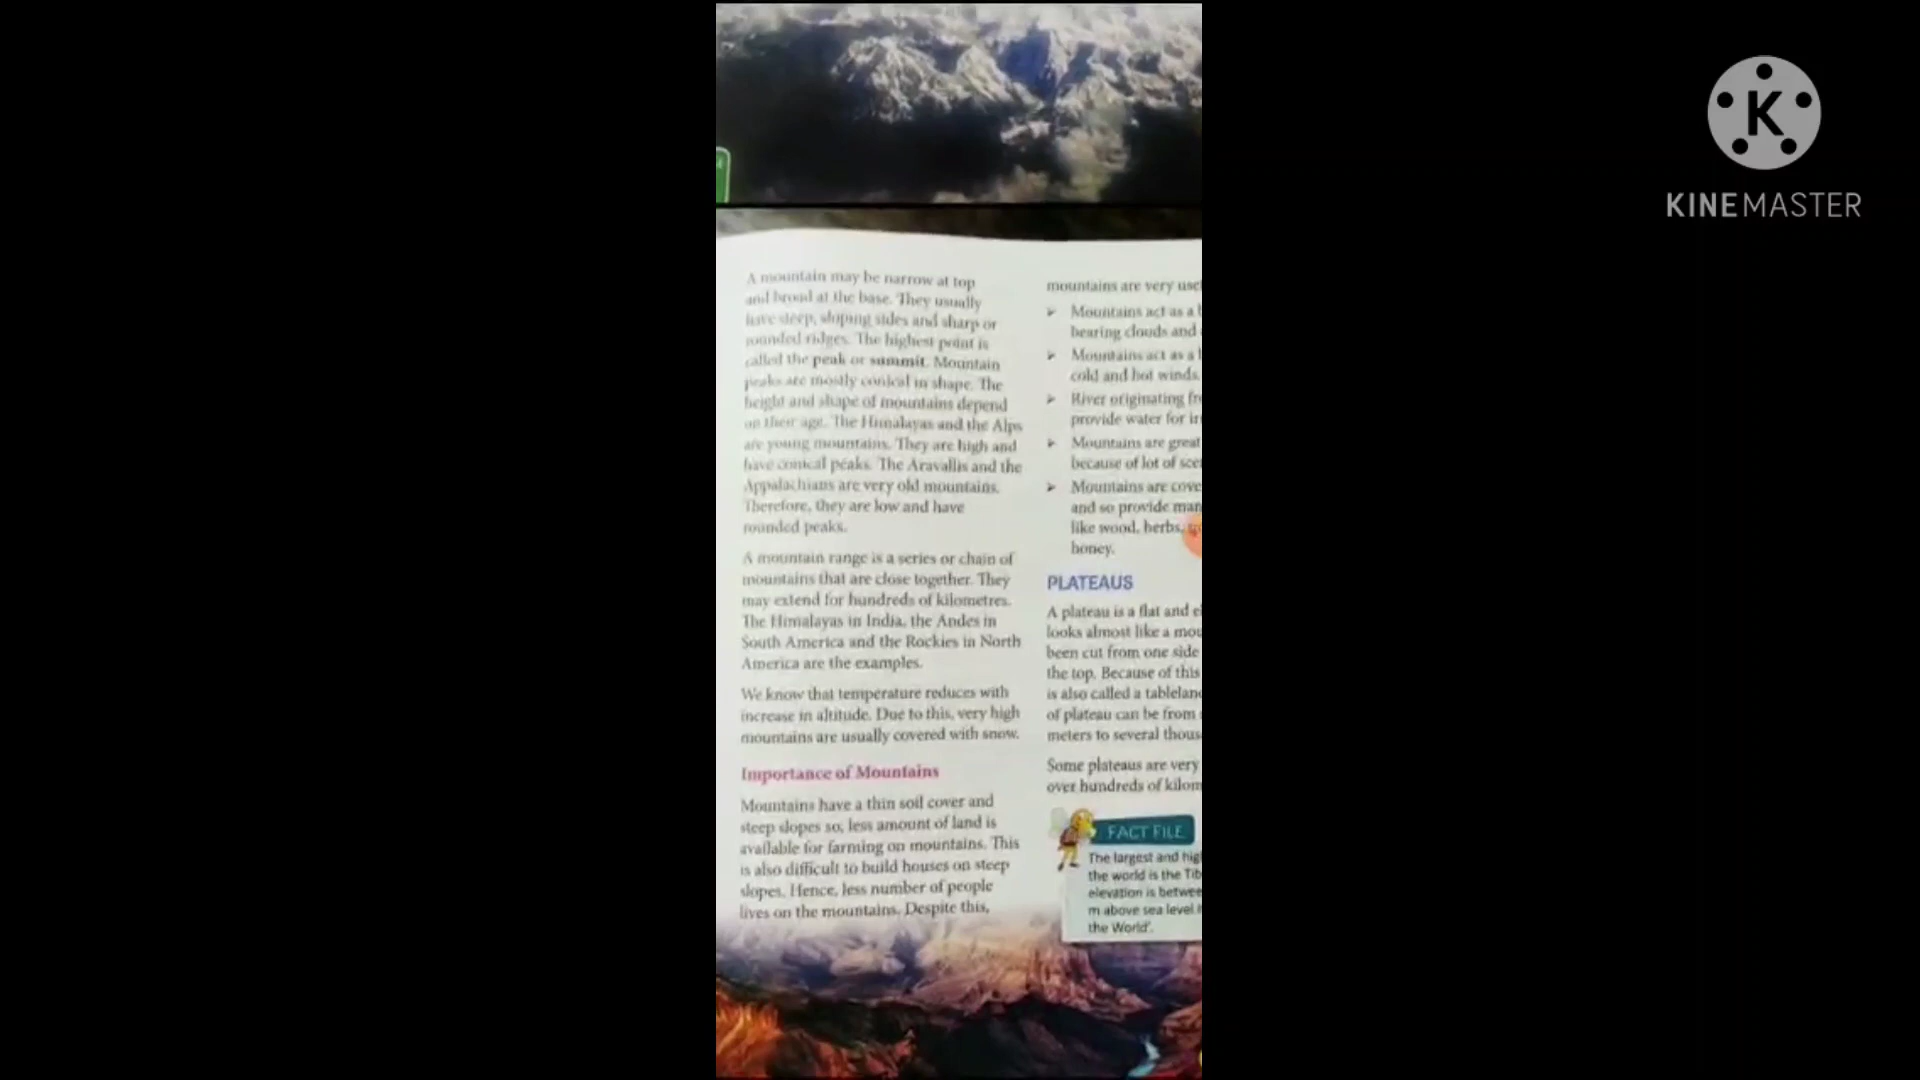 A mountain may be narrow at top
and broad at the base. They usually
have steep, sloping sides and sharp or
rounded ridges. The highest point is
called the peak or summit. Mountain
peaks are mostly conical in shape. The
height and shape of mountains depend
on their age. The Himalayas and the Alps
are young mountains. They are high and
have conical peaks. The Aravallis and the
Appalachians are very old mountains.
Therefore, they are low and have
rounded peaks.
A mountain range is a series or chain of
mountains that are close together. They
may extend for hundreds of kilometres.
The Himalayas in India, the Andes in
South America and the Rockies in North
America are the examples.
We know that temperature reduces with
increase in altitude. Due to this, very high
mountains are usually covered with snow.
Importance of Mountains
Mountains have a thin soil cover and
steep slopes so, less amount of land is
available for farming on mountains. This
is also difficult to build houses on steep
slopes. Hence, less number of people
lives on the mountains. Despite this,
mountains are very
Mountains act as a
bearing clouds and
Mountains act as a
cold and hot winds.
River originating
provide water for
Mountains are great
because of lot of
Mountains are
and so provide
like wood, herbs,
honey.
PLATEAUS
A plateau is a flat and
looks almost like a
been cut from one side
the top. Because of this
is also called a
of plateau can be from
meters to several
Some plateaus are very
over hundreds of
FACT FILE
The largest and
the world is the
elevation is
m above sea level
the World'.
K
KINEMASTER